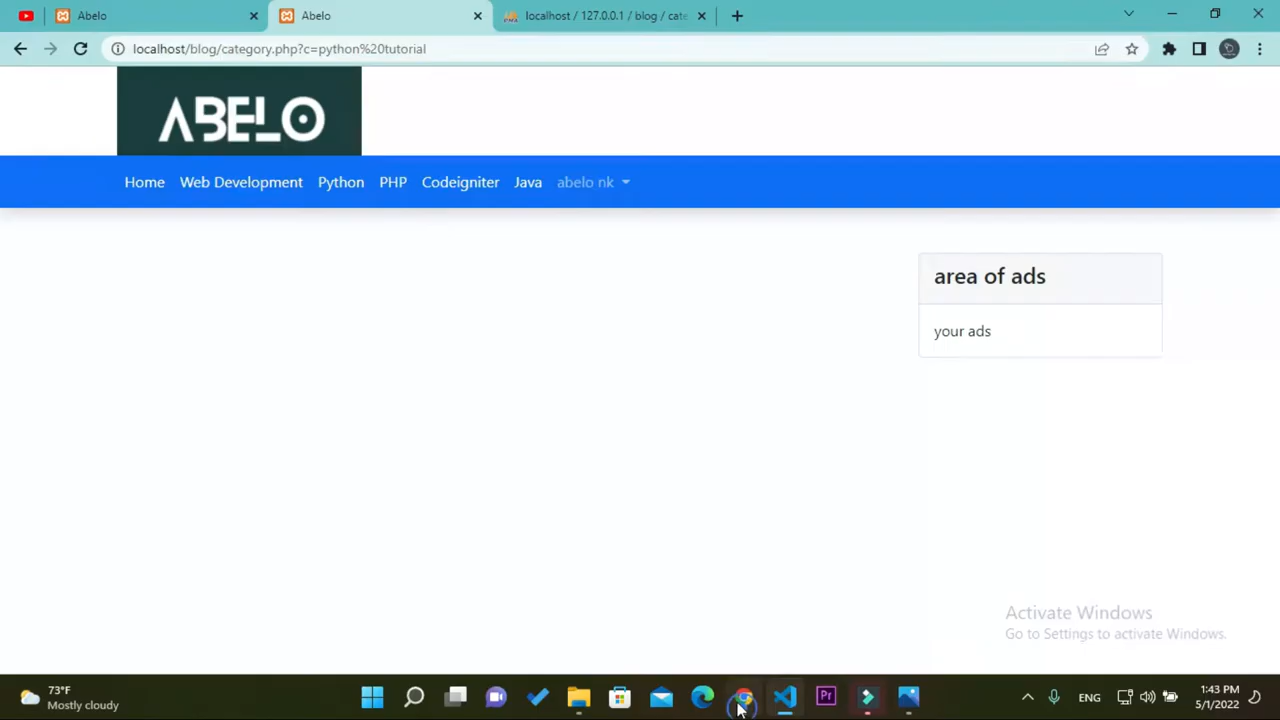 Abelo
Abelo
localhost / 127.0.0.1 / blog / cate
localhost/blog/category.php?c=python%20tutorial
ABELO
Home Web Development Python PHP Codeigniter Java abelo nk
area of ads
your ads
Activate Windows
Go to Settings to activate Windows.
73°F
Mostly cloudy
Pr
ENG
1:43 PM
5/1/2022